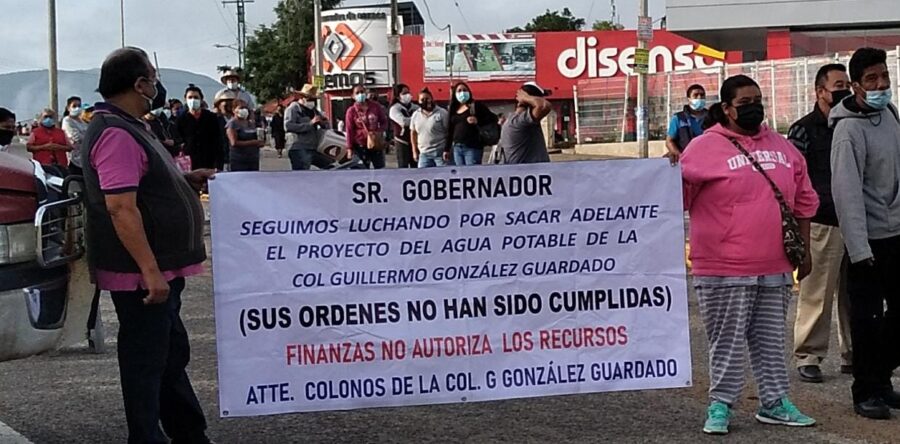 disensa
SR. GOBERNADOR
SEGUIMOS LUCHANDO POR SACAR ADELANTE
EL PROYECTO DEL AGUA POTABLE DE LA
COL GUILLERMO GONZÁLEZ GUARDADO
(SUS ORDENES NO HAN SIDO CUMPLIDAS)
FINANZAS NO AUTORIZA LOS RECURSOS
ATTE. COLONOS DE LA COL. G GONZÁLEZ GUARDADO
UNIVERSAL